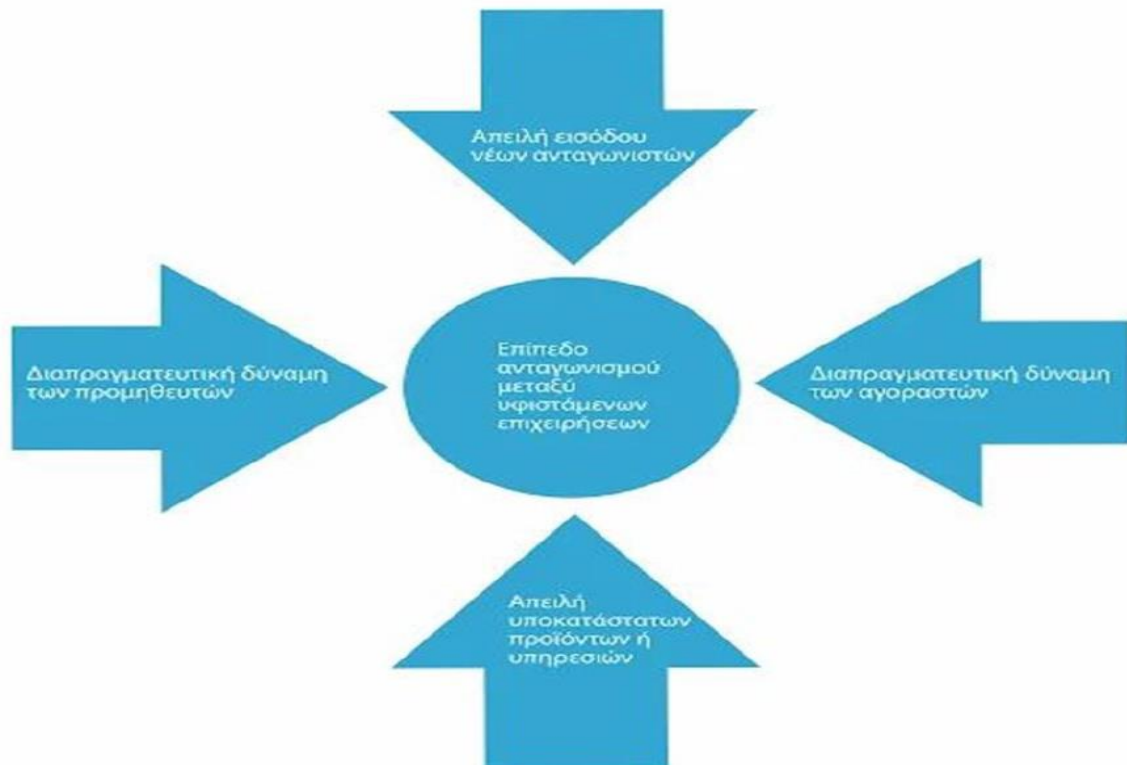 Απειλή εισόδου
νέων ανταγωνιστών
Διαπραγματευτική δύναμη
των προμηθευτών
Επίπεδο
ανταγωνισμού
μεταξύ
υφιστάμενων
επιχειρήσεων
Διαπραγματευτική δύναμη
των αγοραστών
Απειλή
υποκατάστατων
προϊόντων ή
υπηρεσιών